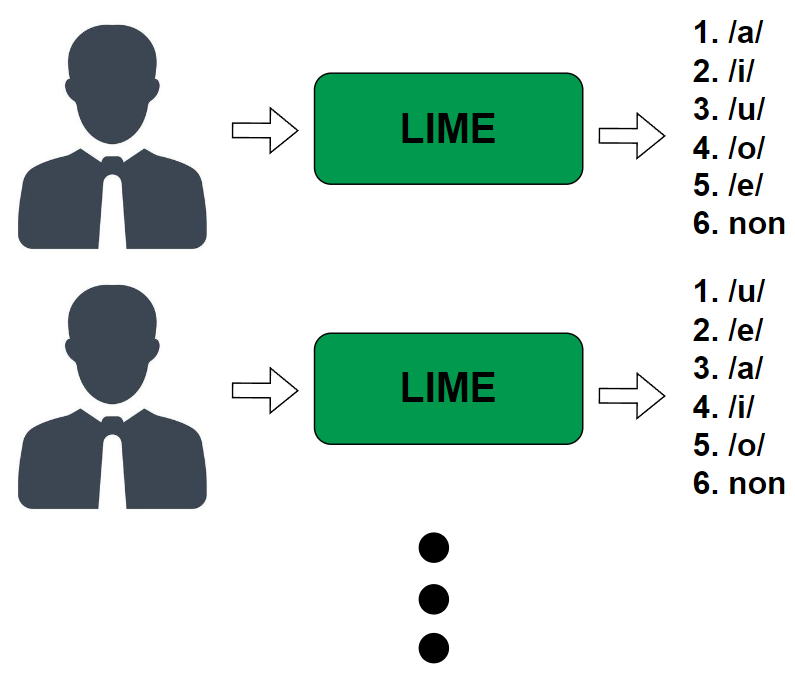 LIME
1. /a/
2. /i/
3. /u/
4. /o/
5. /e/
6. non
LIME
1. /u/
2. /e/
3. /a/
4. /i/
5. /o/
6. non